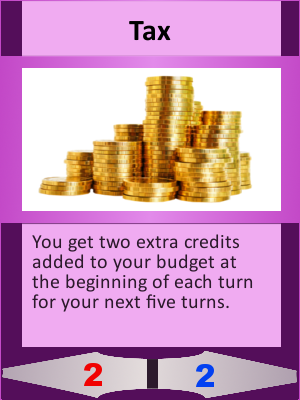 Tax
You get two extra credits
added to your budget at
the beginning of each turn
for your next five turns.
2 2